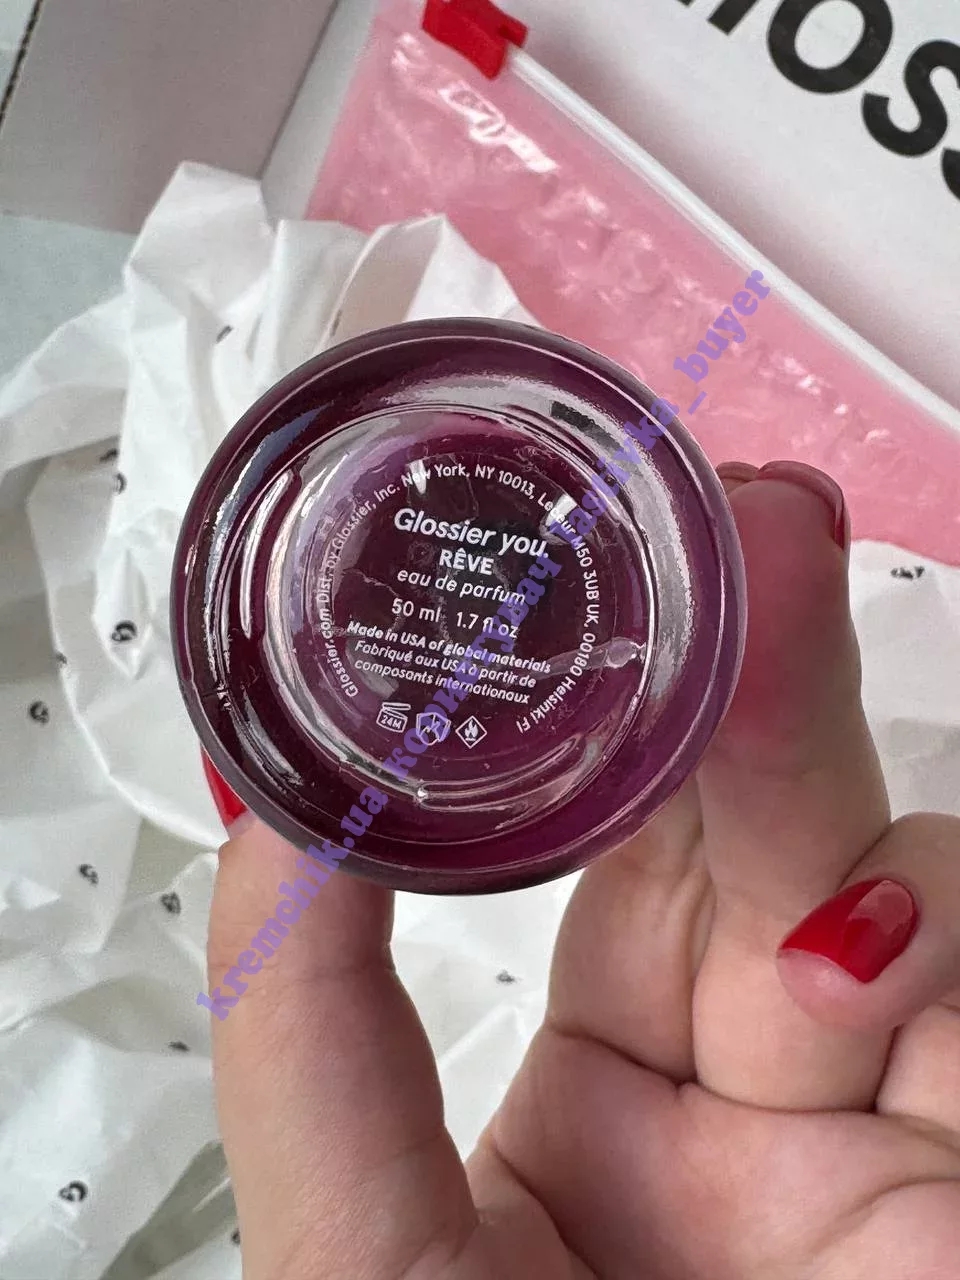 Glossier.com Dist. by Glossier, Inc. New York, NY 10013, M50 3UB UK. 00180 Helsinki FI
Glossier you.
RÊVE
eau de parfum
50 ml 1.7 fl oz
Made in USA of global materials
Fabriqué aux USA à partir de
composants internationaux
24M
kremchik.ua
_buyer